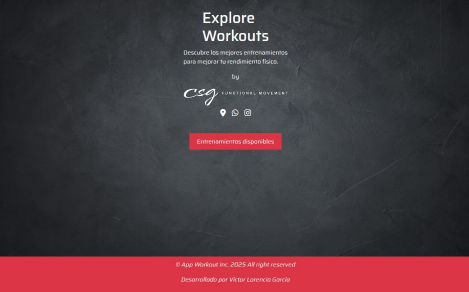 Explore
Workouts
Descubre los mejores entrenamientos
para mejorar tu rendimiento físico.
by
csg FUNCTIONAL MOVEMENT
Entrenamientos disponibles
© App Workout Inc. 2025 All right reserved
Desarrollado por Víctor Lorencio García